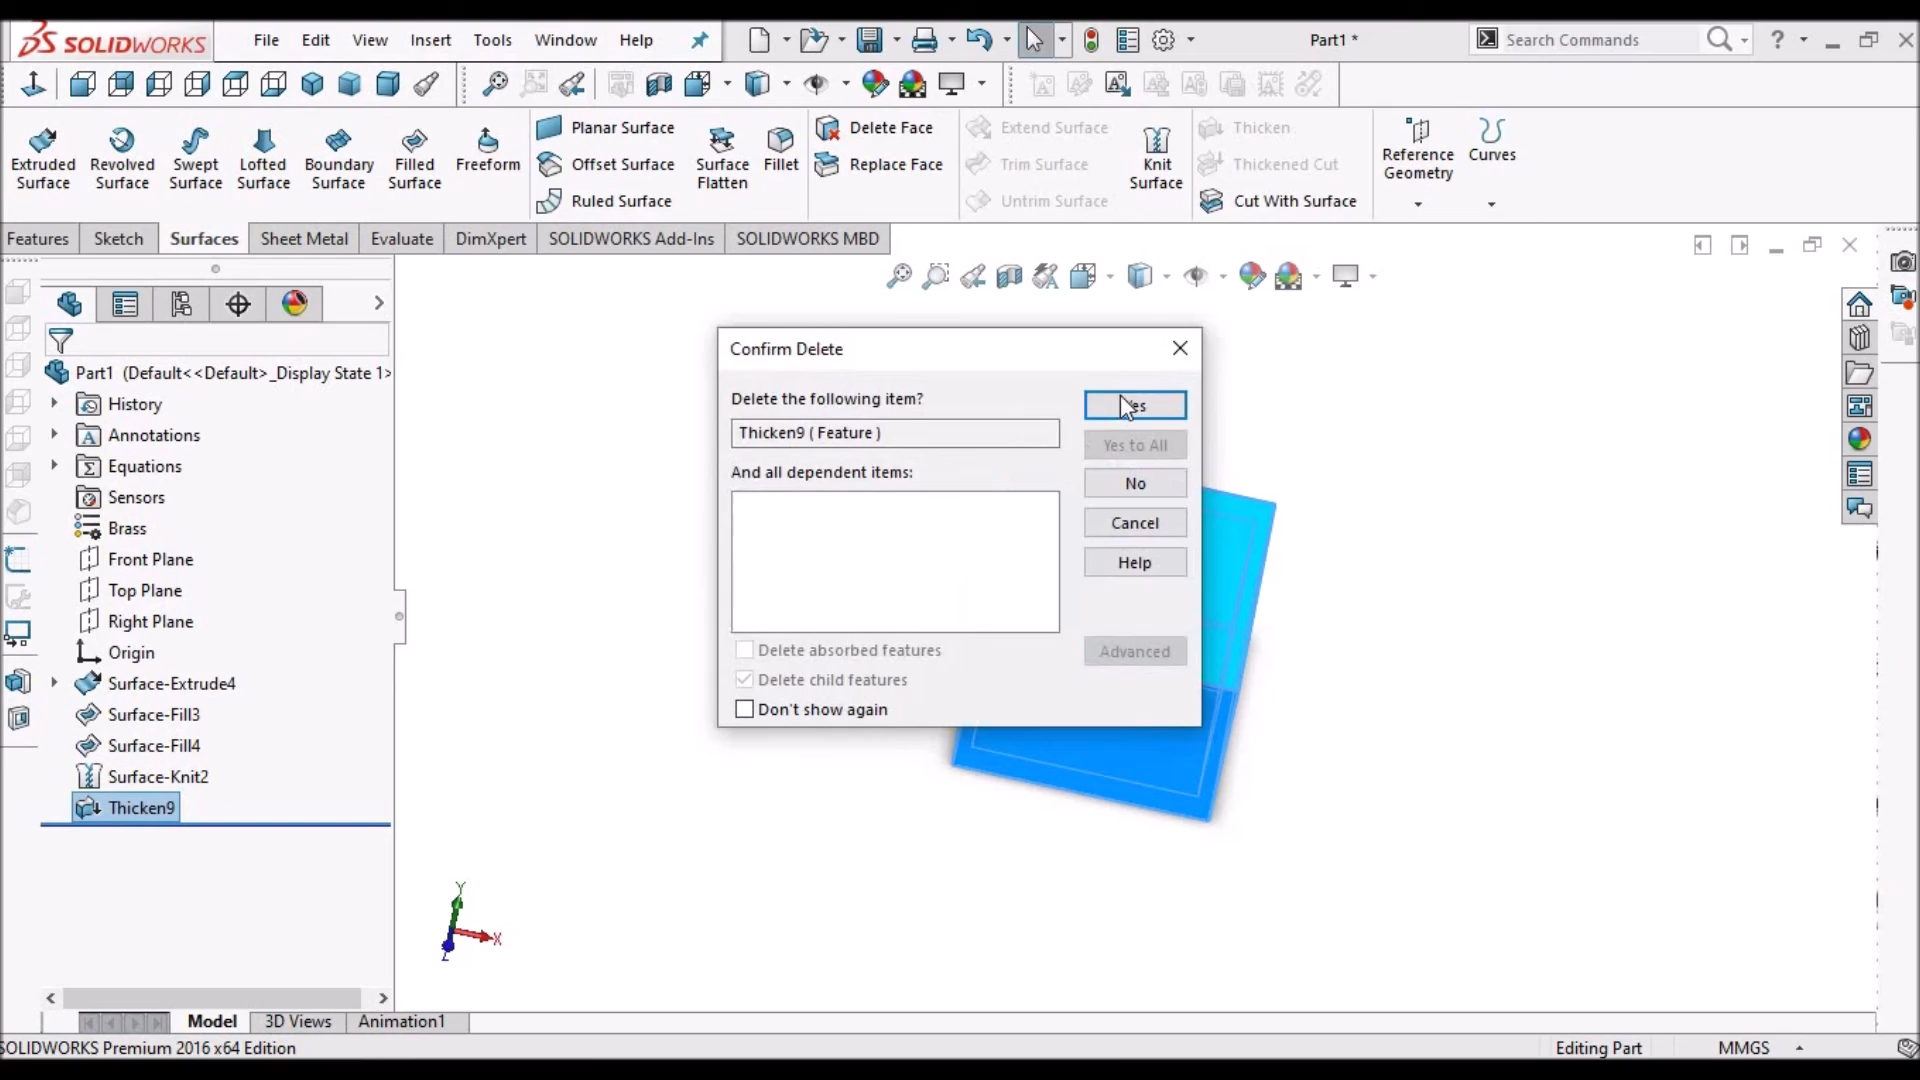 SOLIDWORKS File Edit View Insert Tools Window Help Part1 * Search Commands ?
Extruded Surface
Revolved Surface
Swept Surface
Lofted Surface
Boundary Surface
Filled Surface
Freeform
Planar Surface
Offset Surface
Ruled Surface
Surface Flatten
Fillet
Delete Face
Replace Face
Extend Surface
Trim Surface
Untrim Surface
Knit Surface
Thicken
Thickened Cut
Cut With Surface
Reference Geometry
Curves
Features Sketch Surfaces Sheet Metal Evaluate DimXpert SOLIDWORKS Add-Ins SOLIDWORKS MBD
Part1 (Default<<Default>_Display State 1>
History
Annotations
Equations
Sensors
Brass
Front Plane
Top Plane
Right Plane
Origin
Surface-Extrude4
Surface-Fill3
Surface-Fill4
Surface-Knit2
Thicken9
Confirm Delete
Delete the following item?
Thicken9 ( Feature )
And all dependent items:
Delete absorbed features
Delete child features
Don't show again
Yes to All
No
Cancel
Help
Advanced
Y
X
Z
Model 3D Views Animation1
SOLIDWORKS Premium 2016 x64 Edition Editing Part MMGS